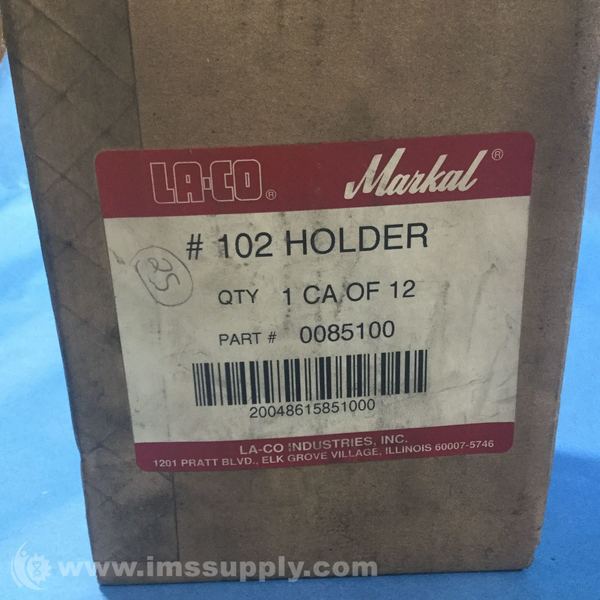 LA-CO® Markal®
# 102 HOLDER
25
QTY 1 CA OF 12
PART # 0085100
20048615851000
LA-CO INDUSTRIES, INC.
1201 PRATT BLVD., ELK GROVE VILLAGE, ILLINOIS 60007-5746
www.imssupply.com